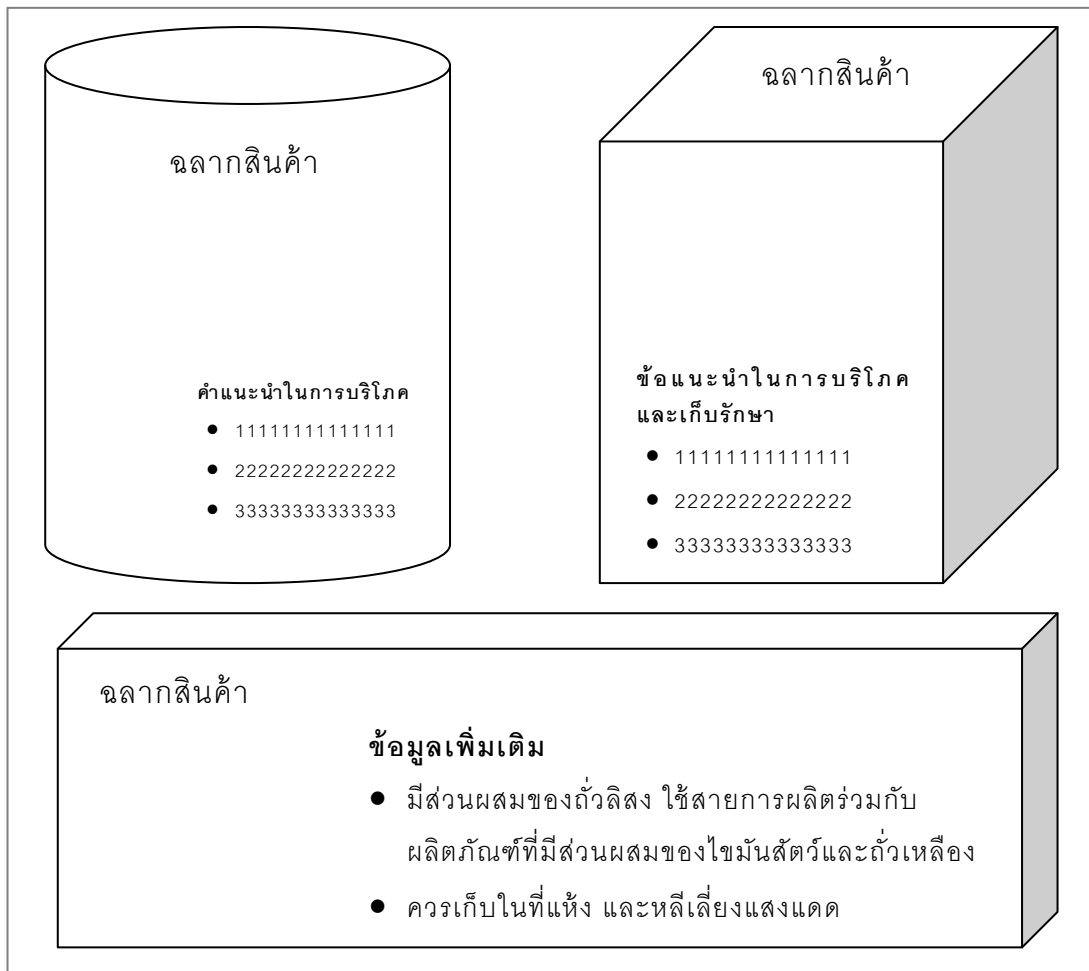 ฉลากสินค้า
คำแนะนำในการบริโภค
● 11111111111111
● 22222222222222
● 33333333333333
ฉลากสินค้า
ข้อแนะนำในการบริโภค
และเก็บรักษา
● 11111111111111
● 22222222222222
● 33333333333333
ฉลากสินค้า
ข้อมูลเพิ่มเติม
● มีส่วนผสมของถั่วลิสง ใช้สายการผลิตร่วมกับ
ผลิตภัณฑ์ที่มีส่วนผสมของไขมันสัตว์และถั่วเหลือง
● ควรเก็บในที่แห้ง และหลีเลี่ยงแสงแดด